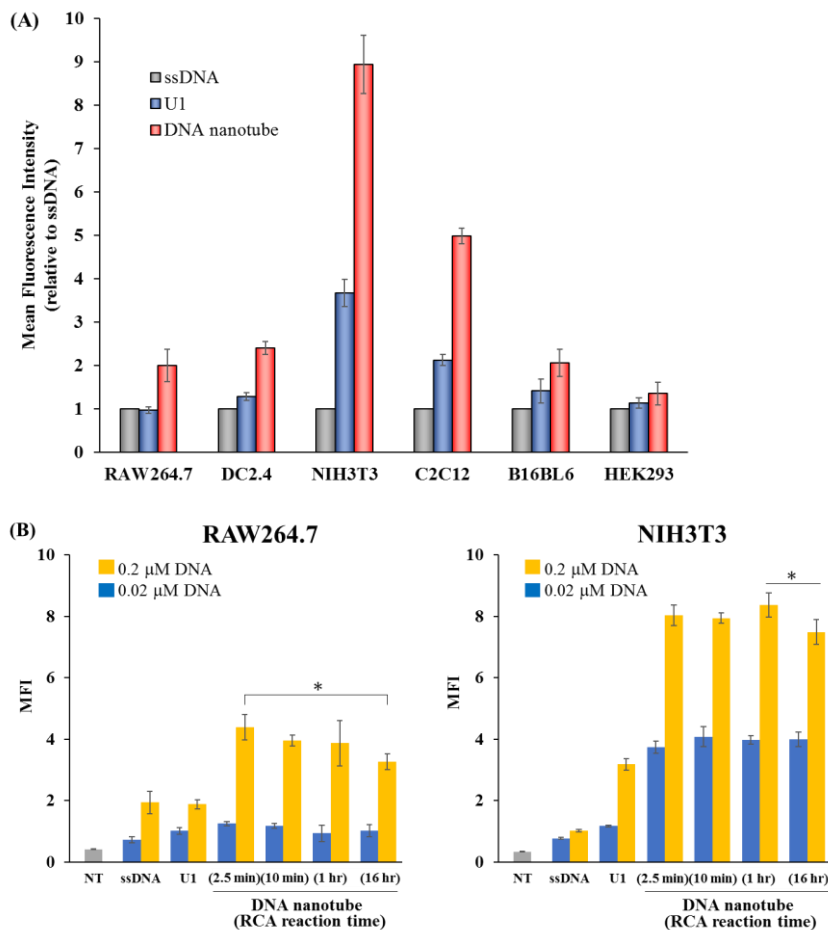 (A)
10
9
8
7
6
5
4
3
2
1
0
Mean Fluorescence Intensity
(relative to ssDNA)
ssDNA
U1
DNA nanotube
RAW264.7 DC2.4 NIH3T3 C2C12 B16BL6 HEK293
(B)
RAW264.7
10
8
6
4
2
0
MFI
0.2 μM DNA
0.02 μM DNA
*
NT ssDNA U1 (2.5 min) (10 min) (1 hr) (16 hr)
DNA nanotube
(RCA reaction time)
NIH3T3
10
8
6
4
2
0
MFI
0.2 μM DNA
0.02 μM DNA
*
NT ssDNA U1 (2.5 min) (10 min) (1 hr) (16 hr)
DNA nanotube
(RCA reaction time)